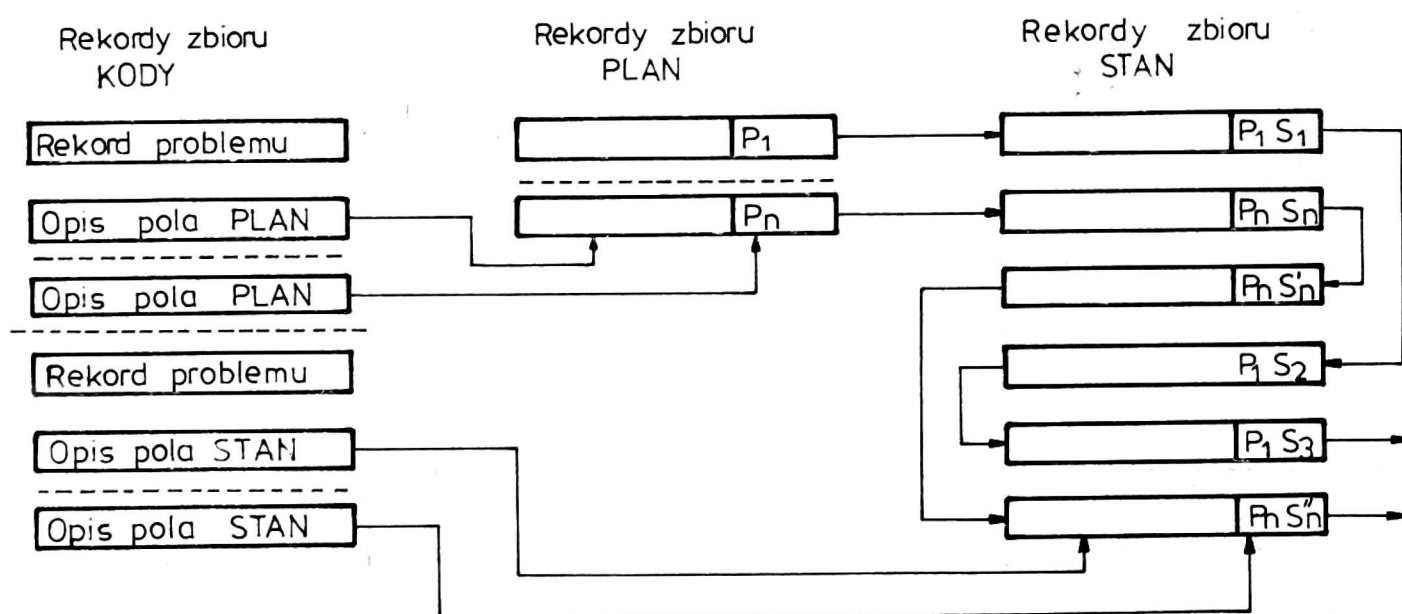 Rekordy zbioru
KODY
Rekord problemu
Opis pola PLAN
Opis pola PLAN
Rekord problemu
Opis pola STAN
Opis pola STAN
Rekordy zbioru
PLAN
P₁
Pₙ
Rekordy zbioru
STAN
P₁ S₁
Pₙ Sₙ
Pₙ S'ₙ
P₁ S₂
P₁ S₃
Pₙ S"ₙ